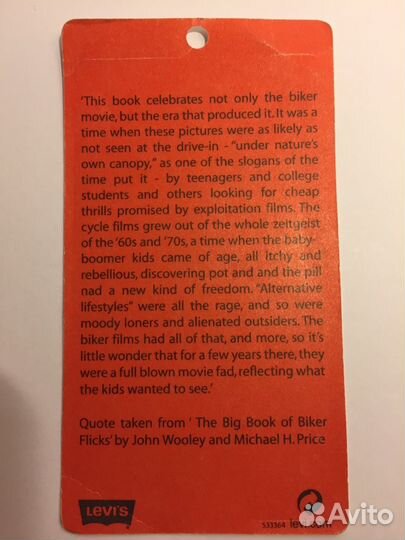 'This book celebrates not only the biker
movie, but the era that produced it. It was a
time when these pictures were as likely as
not seen at the drive-in - "under nature's
own canopy," as one of the slogans of the
time put it - by teenagers and college
students and others looking for cheap
thrills promised by exploitation films. The
cycle films grew out of the whole zeitgeist
of the '60s and '70s, a time when the baby-
boomer kids came of age, all itchy and
rebellious, discovering pot and and the pill
nad a new kind of freedom. "Alternative
lifestyles" were all the rage, and so were
moody loners and alienated outsiders. The
biker films had all of that, and more, so it's
little wonder that for a few years there, they
were a full blown movie fad, reflecting what
the kids wanted to see.'
Quote taken from ' The Big Book of Biker
Flicks' by John Wooley and Michael H. Price
LEVI'S
533364 levi.com
Avito